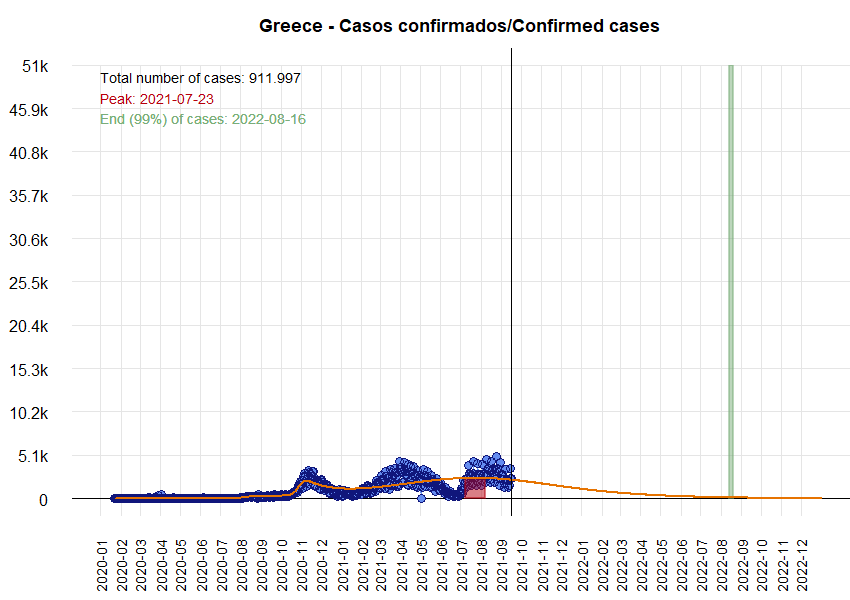 Greece - Casos confirmados/Confirmed cases
Total number of cases: 911.997
Peak: 2021-07-23
End (99%) of cases: 2022-08-16
51k
45.9k
40.8k
35.7k
30.6k
25.5k
20.4k
15.3k
10.2k
5.1k
0
2020-01
2020-02
2020-03
2020-04
2020-05
2020-06
2020-07
2020-08
2020-09
2020-10
2020-11
2020-12
2021-01
2021-02
2021-03
2021-04
2021-05
2021-06
2021-07
2021-08
2021-09
2021-10
2021-11
2021-12
2022-01
2022-02
2022-03
2022-04
2022-05
2022-06
2022-07
2022-08
2022-09
2022-10
2022-11
2022-12